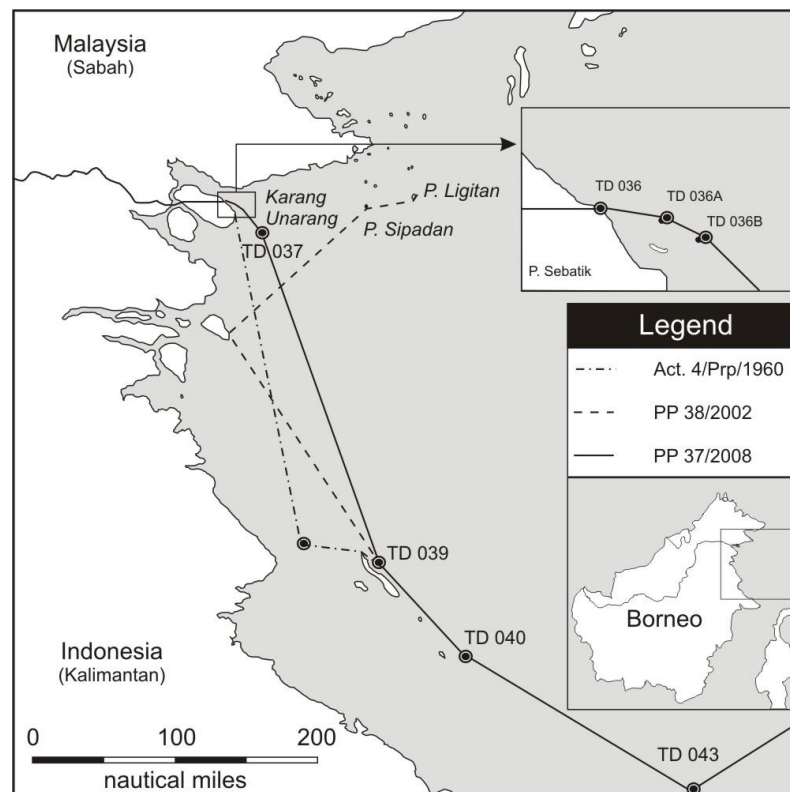 Malaysia
(Sabah)
Karang
Unarang
P. Ligitan
P. Sipadan
TD 037
TD 036
TD 036A
TD 036B
P. Sebatik
Legend
Act. 4/Prp/1960
PP 38/2002
PP 37/2008
TD 039
Borneo
TD 040
Indonesia
(Kalimantan)
TD 043
0 100 200
nautical miles